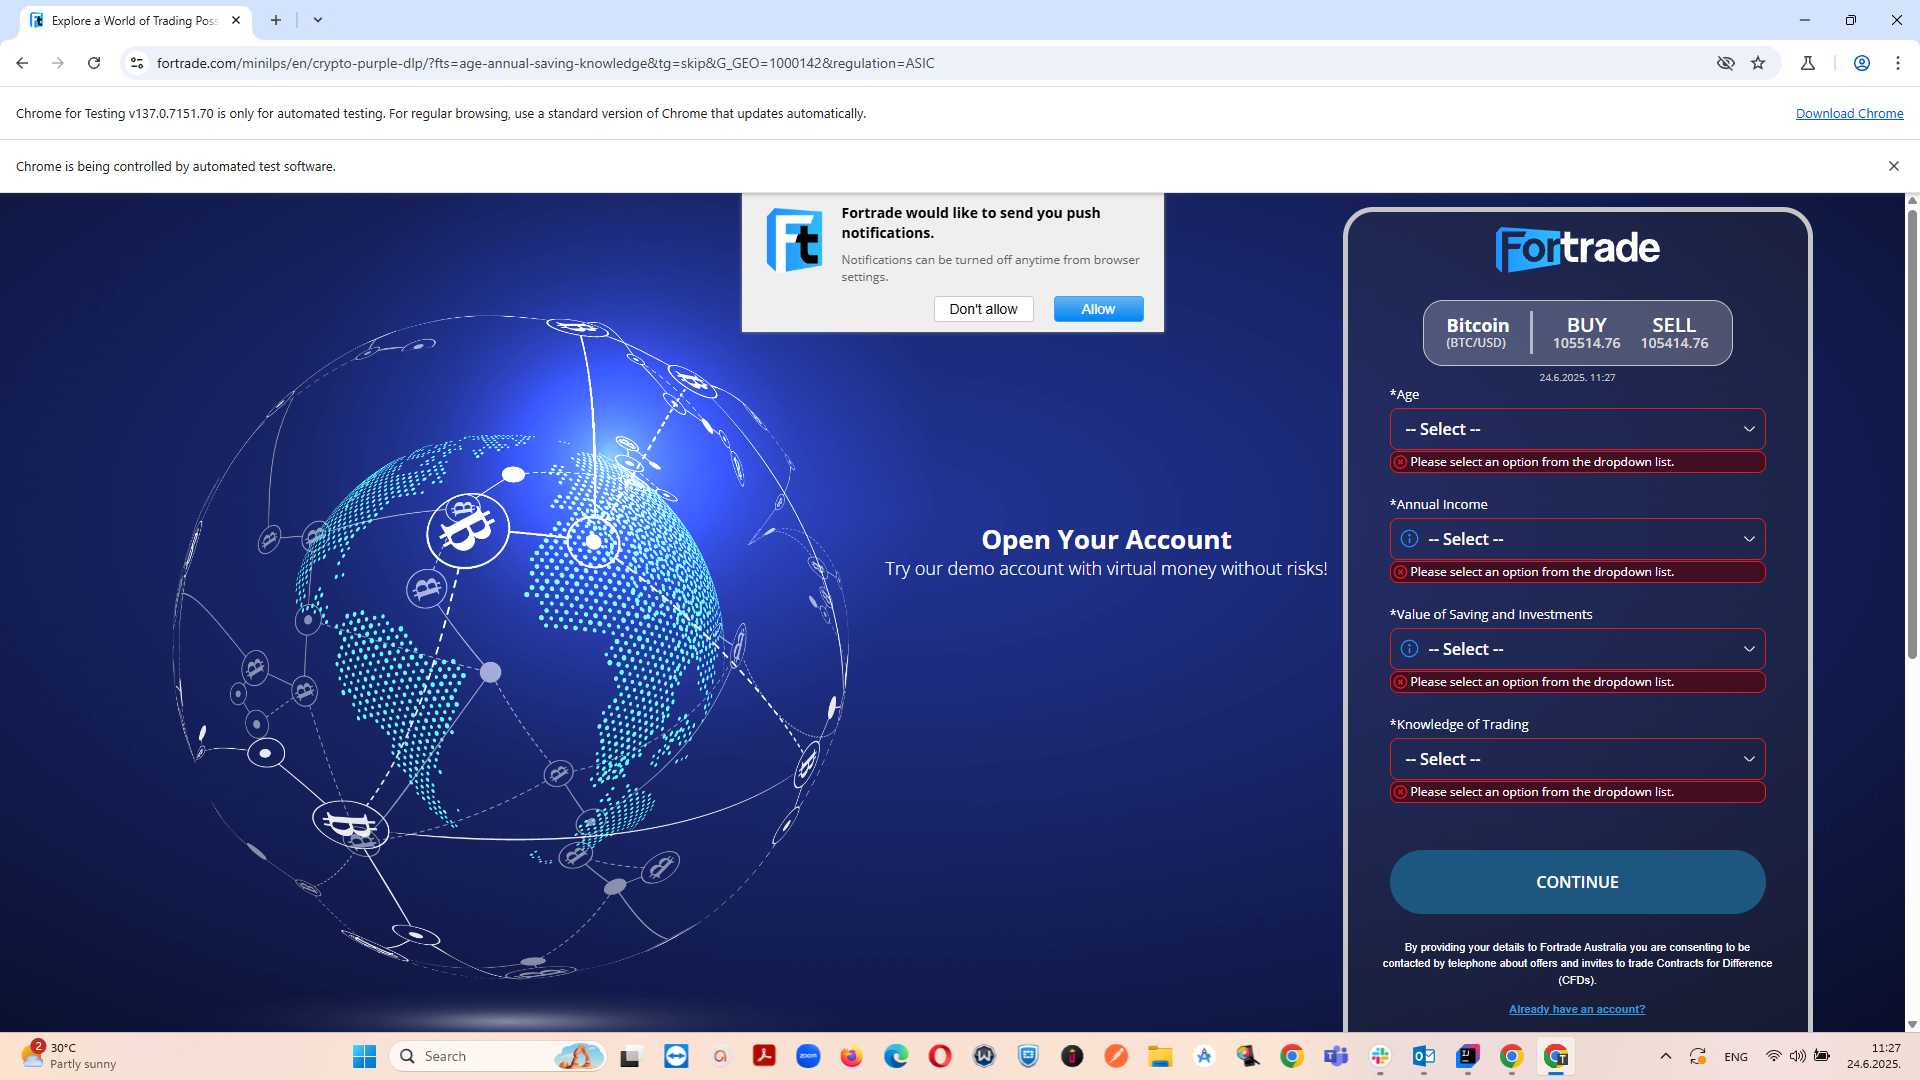 Explore a World of Trading Poss
fortrade.com/minilps/en/crypto-purple-dlp/?fts=age-annual-saving-knowledge&tg=skip&G_GEO=1000142&regulation=ASIC
Chrome for Testing v137.0.7151.70 is only for automated testing. For regular browsing, use a standard version of Chrome that updates automatically.
Download Chrome
Chrome is being controlled by automated test software.
Ft
Fortrade would like to send you push
notifications.
Notifications can be turned off anytime from browser
settings.
Don't allow
Allow
Open Your Account
Try our demo account with virtual money without risks!
Fortrade
Bitcoin BUY SELL
(BTC/USD) 105514.76 105414.76
24.6.2025. 11:27
*Age
-- Select --
Please select an option from the dropdown list.
*Annual Income
-- Select --
Please select an option from the dropdown list.
*Value of Saving and Investments
-- Select --
Please select an option from the dropdown list.
*Knowledge of Trading
-- Select --
Please select an option from the dropdown list.
CONTINUE
By providing your details to Fortrade Australia you are consenting to be
contacted by telephone about offers and invites to trade Contracts for Difference
(CFDs).
Already have an account?
2
30°C
Partly sunny
Search
zoom
ENG
11:27
24.6.2025.